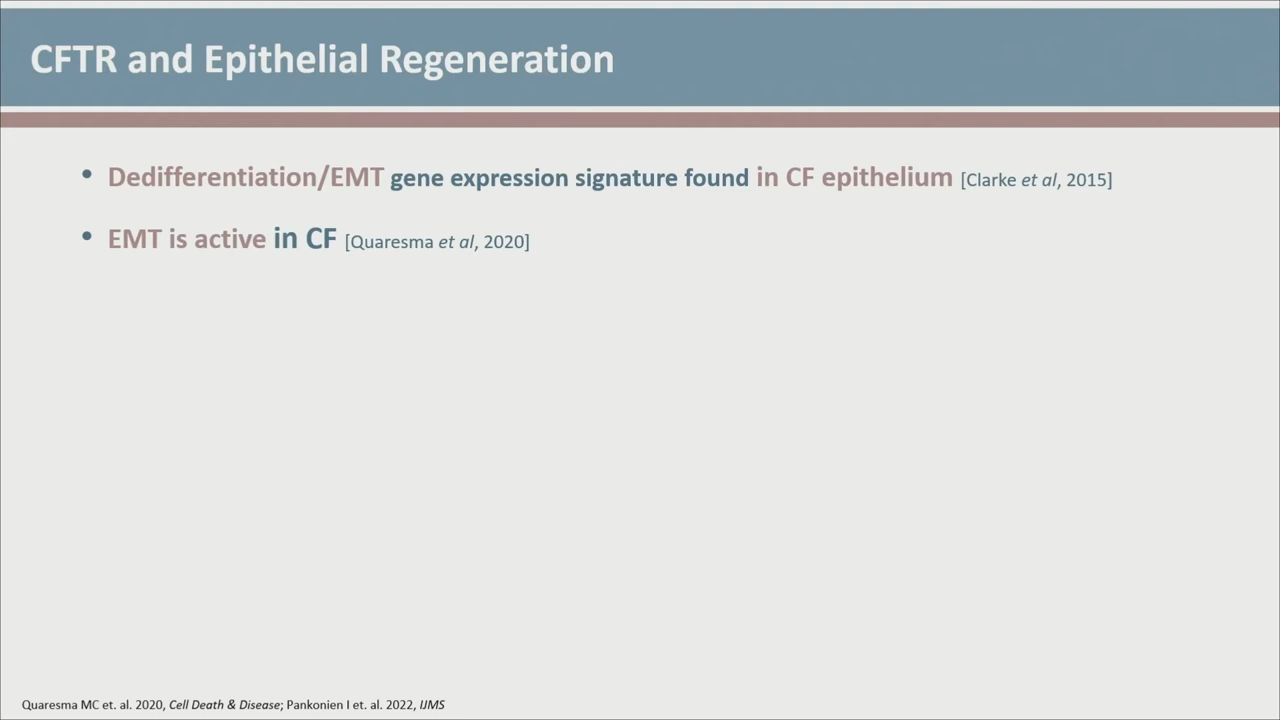 CFTR and Epithelial Regeneration
• Dedifferentiation/EMT gene expression signature found in CF epithelium [Clarke et al, 2015]
• EMT is active in CF [Quaresma et al, 2020]
Quaresma MC et. al. 2020, Cell Death & Disease; Pankonien I et. al. 2022, IJMS